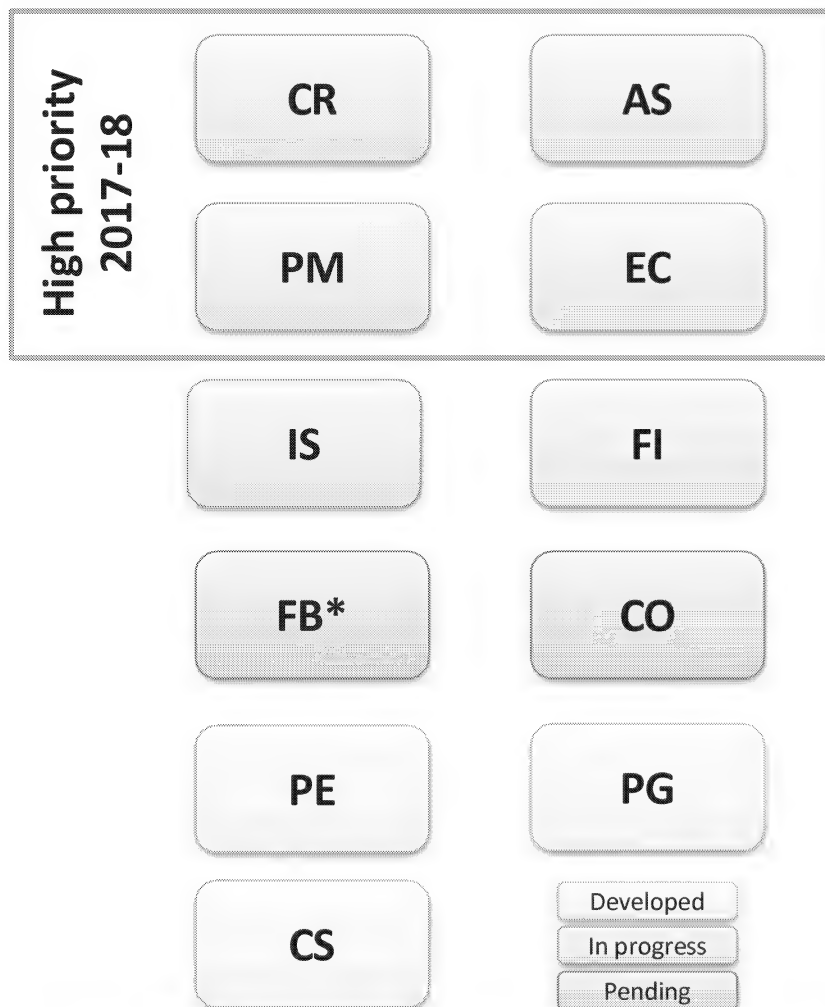 High priority
2017-18
CR
AS
PM
EC
IS
FI
FB*
CO
PE
PG
CS
Developed
In progress
Pending